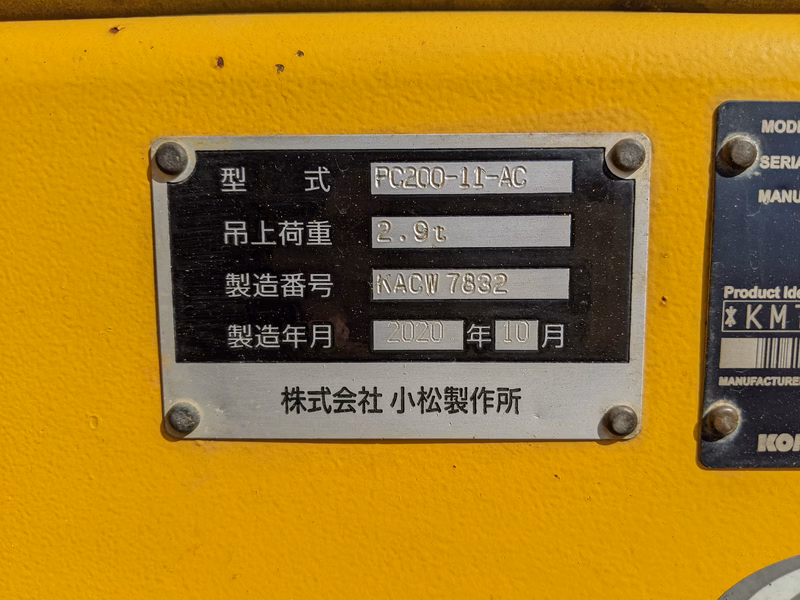 型 式 PC200-11-AC
吊上荷重 2.9t
製造番号 KACW 7832
製造年月 2020 年 10 月
株式会社 小松製作所
MODE
SERIA
MANU
Product Ide
*KMT
MANUFACTURE
KOM